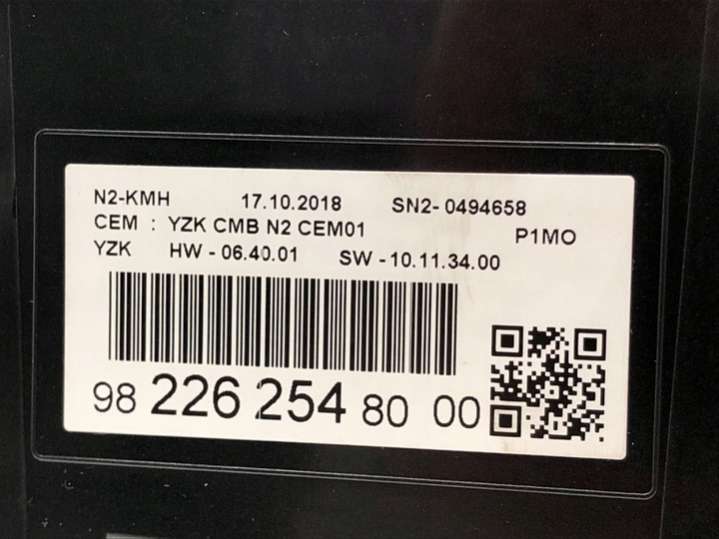 N2-KMH 17.10.2018 SN2- 0494658
CEM : YZK CMB N2 CEM01
P1MO
YZK HW - 06.40.01 SW - 10.11.34.00
98 226 254 80 00